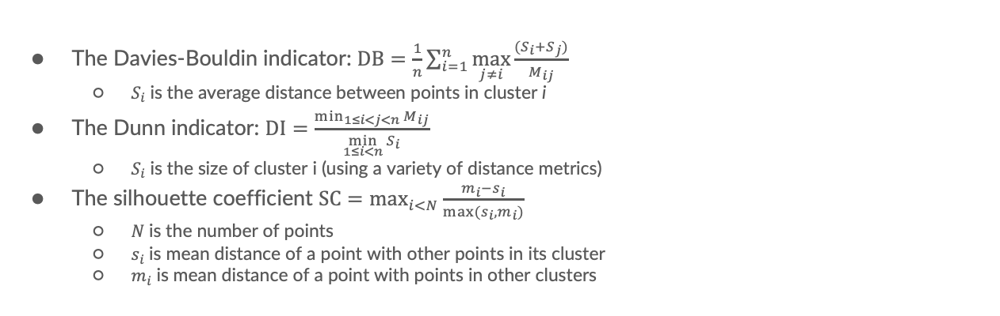 ● The Davies-Bouldin indicator: DB = \frac{1}{n} \sum_{i=1}^{n} \max_{j \neq i} \frac{(S_i+S_j)}{M_{ij}}
○ S_i is the average distance between points in cluster i
● The Dunn indicator: DI = \frac{\min_{1 \leq i<j<n} M_{ij}}{\min_{1 \leq i<n} S_i}
○ S_i is the size of cluster i (using a variety of distance metrics)
● The silhouette coefficient SC = \max_{i<N} \frac{m_i-s_i}{\max(s_i,m_i)}
○ N is the number of points
○ s_i is mean distance of a point with other points in its cluster
○ m_i is mean distance of a point with points in other clusters